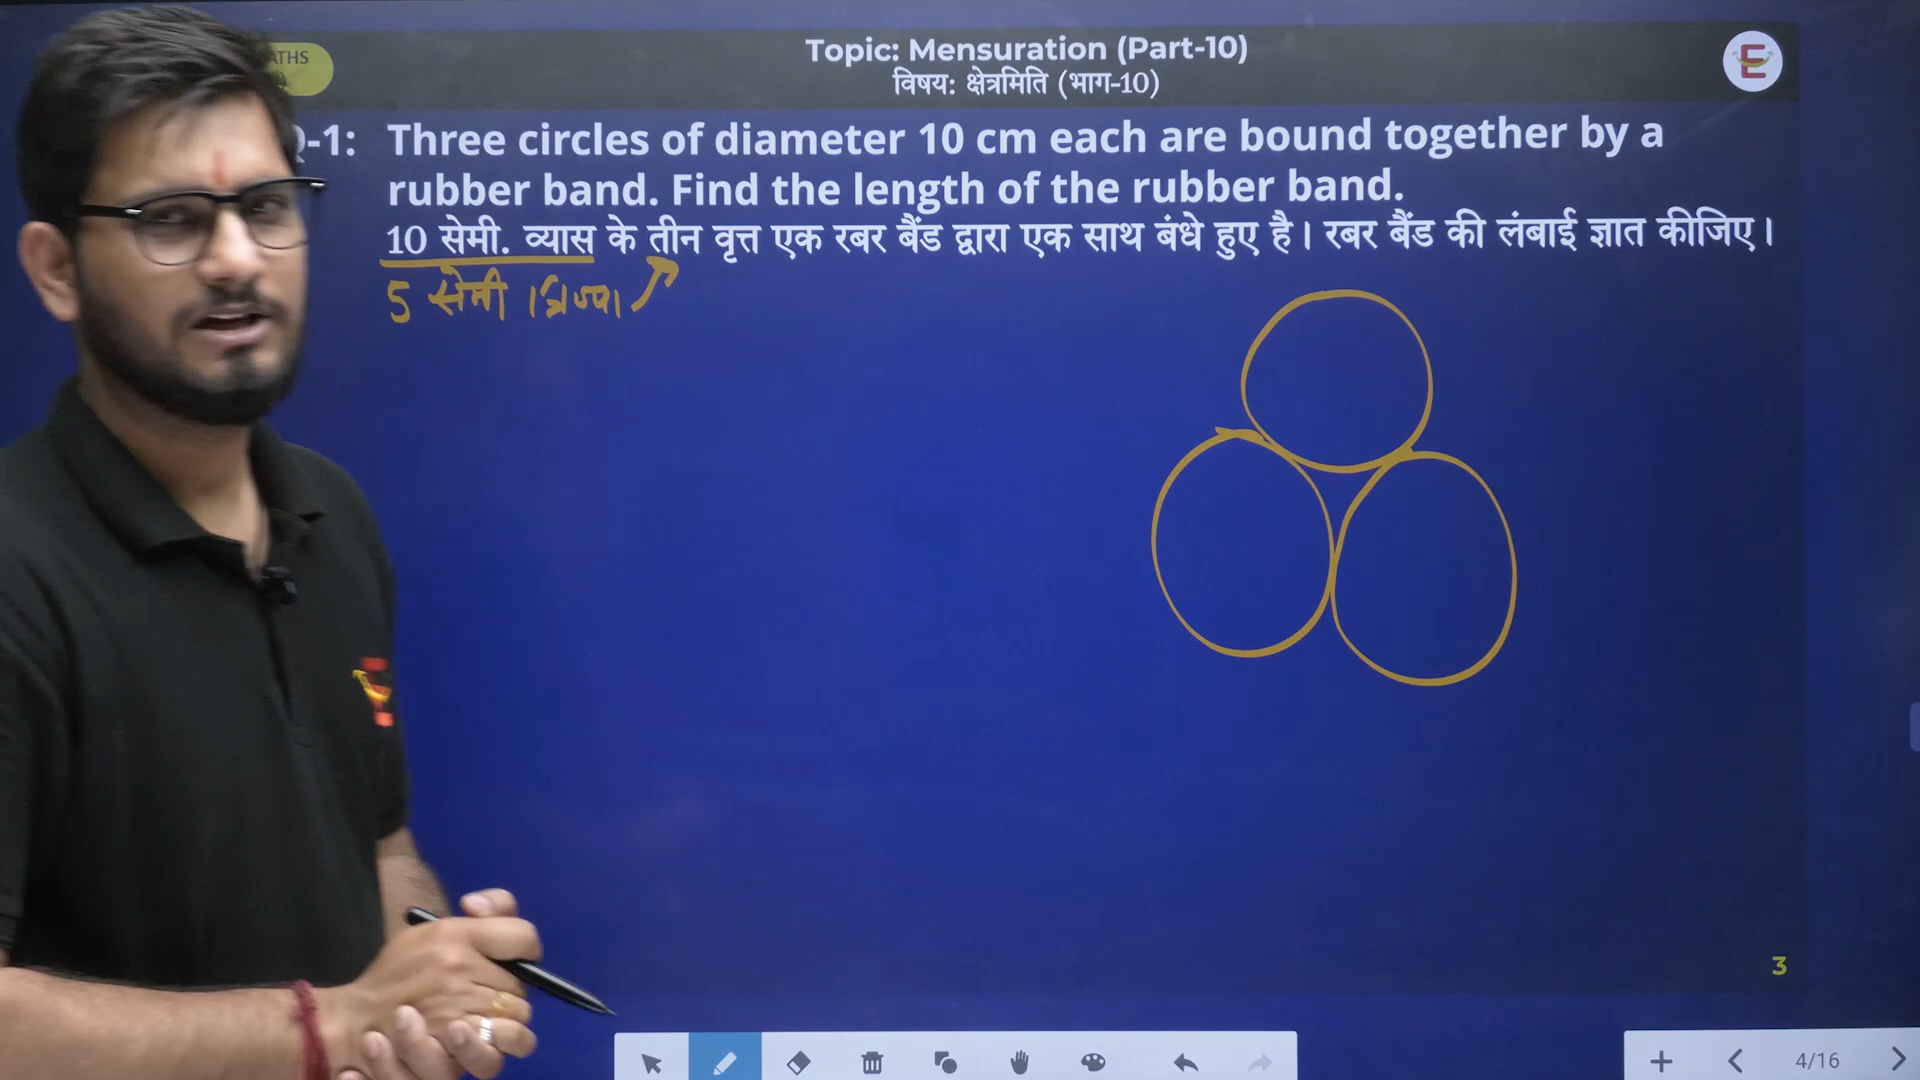 ATHS
Topic: Mensuration (Part-10)
विषय: क्षेत्रमिति (भाग-10)
Q-1: Three circles of diameter 10 cm each are bound together by a
rubber band. Find the length of the rubber band.
10 सेमी. व्यास के तीन वृत्त एक रबर बैंड द्वारा एक साथ बंधे हुए है। रबर बैंड की लंबाई ज्ञात कीजिए।
5 सेमी त्रिज्या
3
4/16